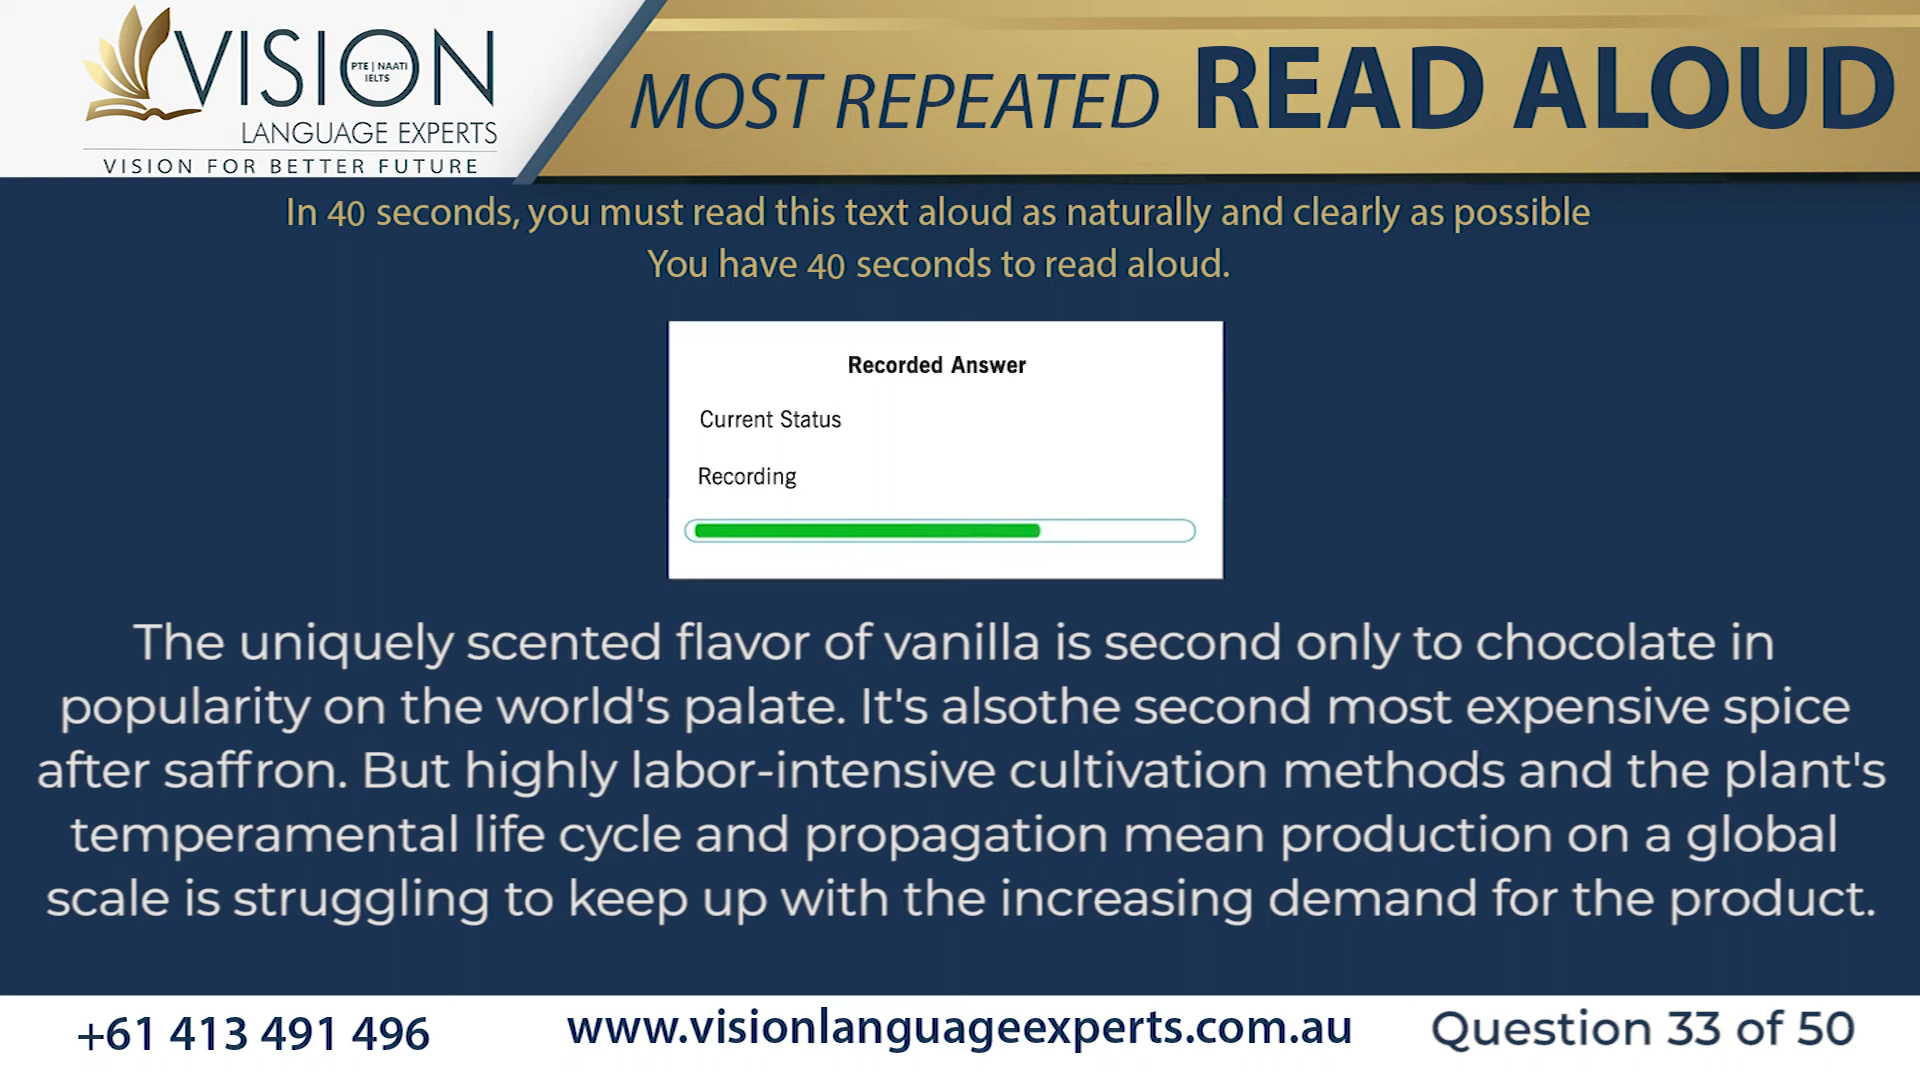 VISION
PTE | NAATI
IELTS
LANGUAGE EXPERTS
VISION FOR BETTER FUTURE
MOST REPEATED READ ALOUD
In 40 seconds, you must read this text aloud as naturally and clearly as possible
You have 40 seconds to read aloud.
Recorded Answer
Current Status
Recording
The uniquely scented flavor of vanilla is second only to chocolate in
popularity on the world's palate. It's alsothe second most expensive spice
after saffron. But highly labor-intensive cultivation methods and the plant's
temperamental life cycle and propagation mean production on a global
scale is struggling to keep up with the increasing demand for the product.
+61 413 491 496
www.visionlanguageexperts.com.au
Question 33 of 50